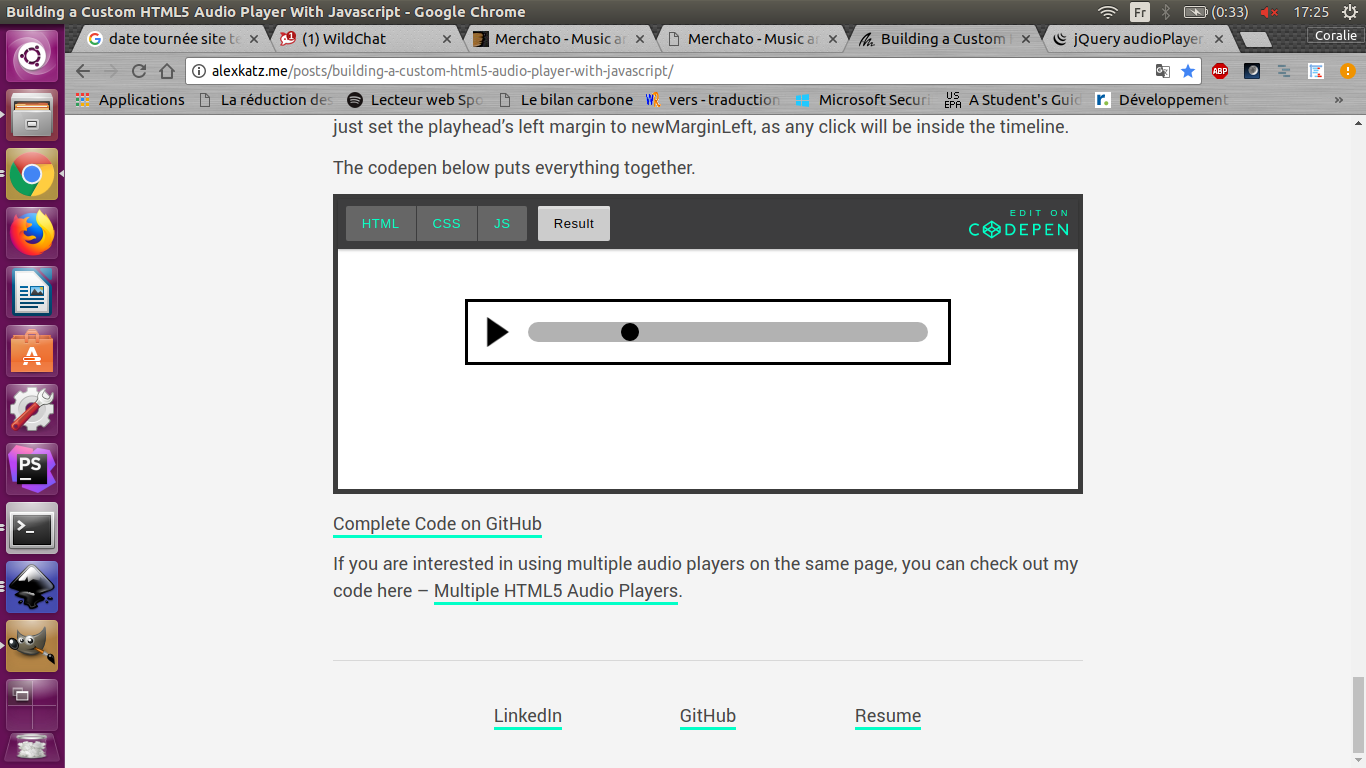 Building a Custom HTML5 Audio Player With Javascript - Google Chrome
Fr
(0:33)
17:25
date tournée site te
(1) WildChat
Merchato - Music ar
Merchato - Music ar
Building a Custom
jQuery audioPlayer
Coralie
alexkatz.me/posts/building-a-custom-html5-audio-player-with-javascript/
ABP
Applications
La réduction des
Lecteur web Spo
Le bilan carbone
vers - traduction
Microsoft Securi
US EPA
A Student's Guid
r.
Développement
»
just set the playhead’s left margin to newMarginLeft, as any click will be inside the timeline.
The codepen below puts everything together.
HTML
CSS
JS
Result
EDIT ON
CODEPEN
Complete Code on GitHub
If you are interested in using multiple audio players on the same page, you can check out my
code here – Multiple HTML5 Audio Players.
LinkedIn
GitHub
Resume
PS
>_